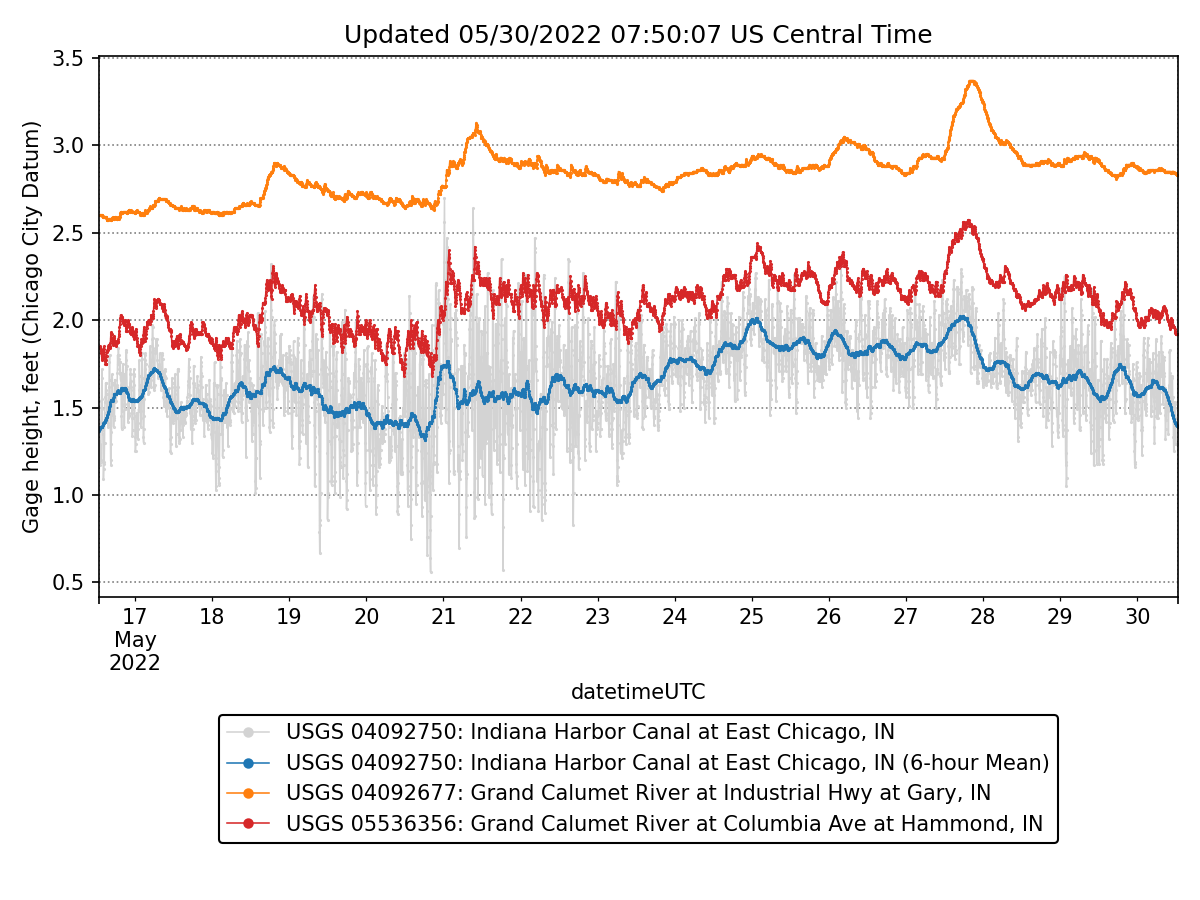 Updated 05/30/2022 07:50:07 US Central Time
Gage height, feet (Chicago City Datum)
3.5
3.0
2.5
2.0
1.5
1.0
0.5
17 18 19 20 21 22 23 24 25 26 27 28 29 30
May
2022
datetimeUTC
USGS 04092750: Indiana Harbor Canal at East Chicago, IN
USGS 04092750: Indiana Harbor Canal at East Chicago, IN (6-hour Mean)
USGS 04092677: Grand Calumet River at Industrial Hwy at Gary, IN
USGS 05536356: Grand Calumet River at Columbia Ave at Hammond, IN